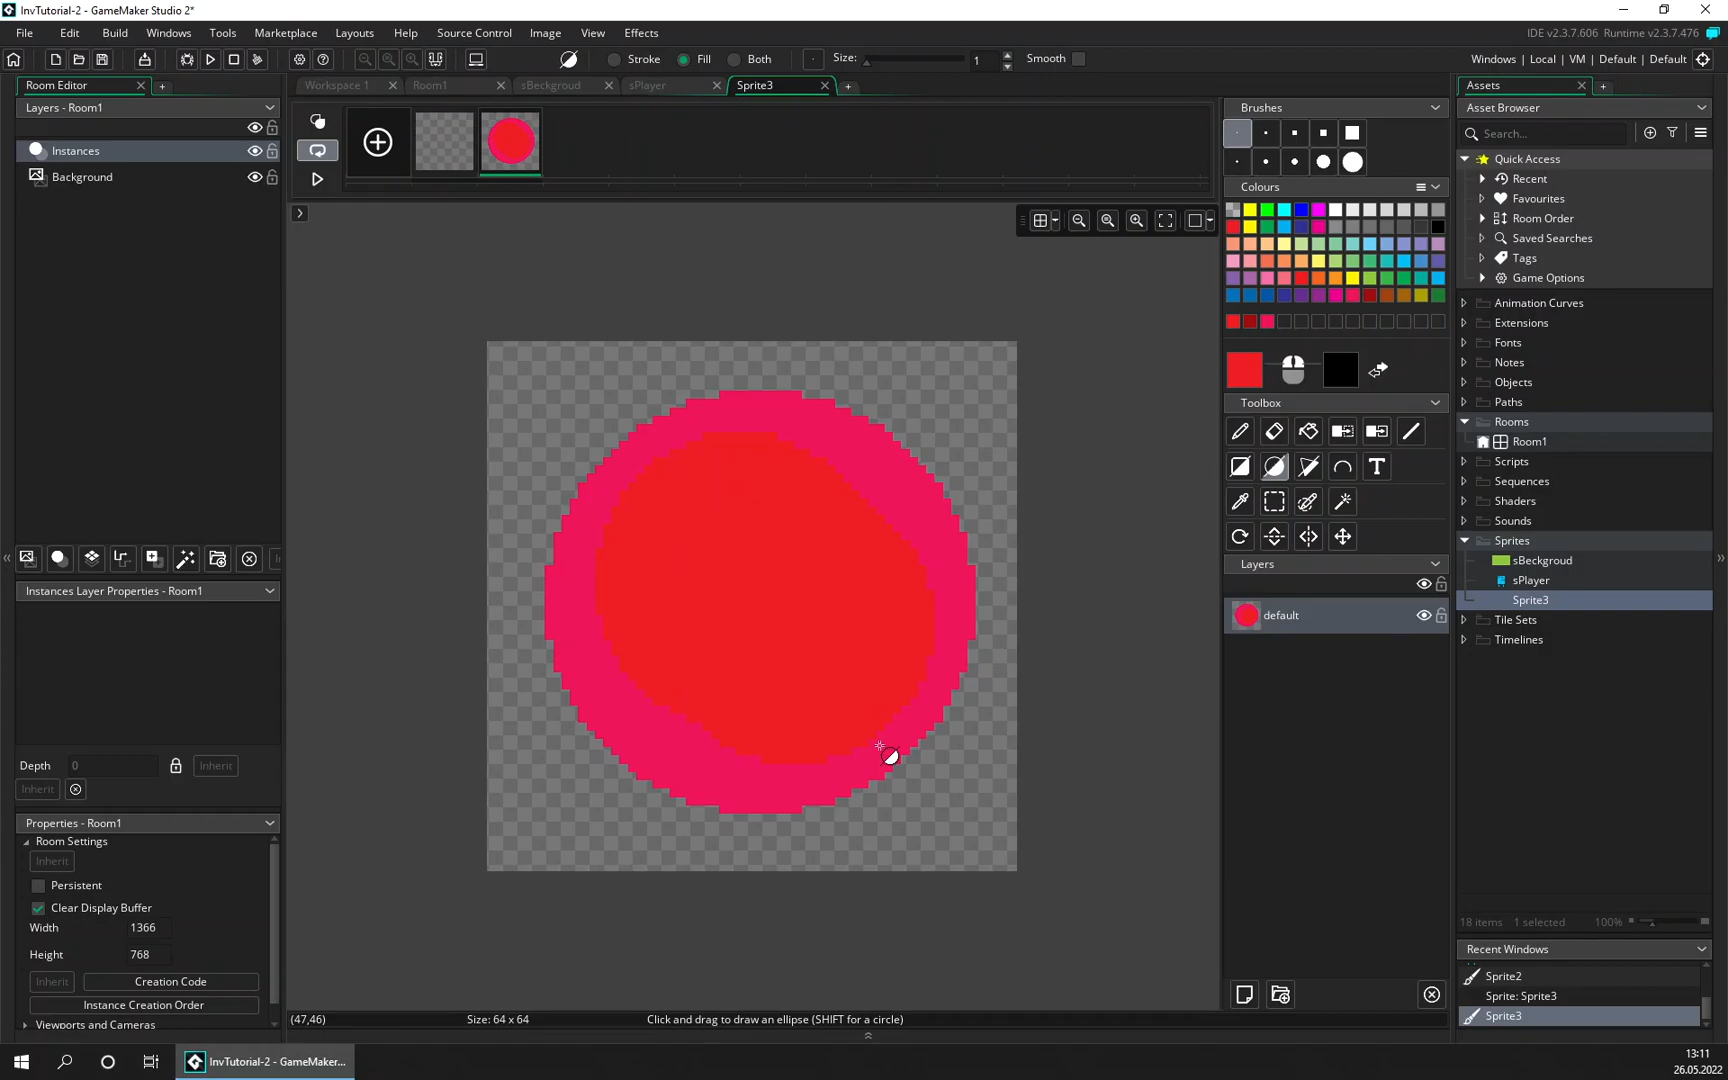 InvTutorial-2 - GameMaker Studio 2*
File Edit Build Windows Tools Marketplace Layouts Help Source Control Image View Effects
IDE v2.3.7.606 Runtime v2.3.7.476
Stroke Fill Both Size: 1 Smooth
Windows | Local | VM | Default | Default
Room Editor
Workspace 1 Room1 sBeckgroud sPlayer Sprite3
Assets
Layers - Room1
Brushes
Asset Browser
Search...
Instances
Background
Colours
Quick Access
Recent
Favourites
Room Order
Saved Searches
Tags
Game Options
Animation Curves
Extensions
Fonts
Notes
Objects
Paths
Toolbox
Rooms
Room1
Scripts
Sequences
Shaders
Sounds
Sprites
sBeckgroud
sPlayer
Sprite3
Tile Sets
Timelines
Layers
default
Instances Layer Properties - Room1
Depth 0 Inherit
Inherit
Properties - Room1
Room Settings
Inherit
Persistent
Clear Display Buffer
Width 1366
Height 768
Inherit Creation Code
Instance Creation Order
Viewports and Cameras
18 items 1 selected 100%
Recent Windows
Sprite2
Sprite: Sprite3
Sprite3
(47,46) Size: 64 x 64 Click and drag to draw an ellipse (SHIFT for a circle)
InvTutorial-2 - GameMaker...
13:11
26.05.2022